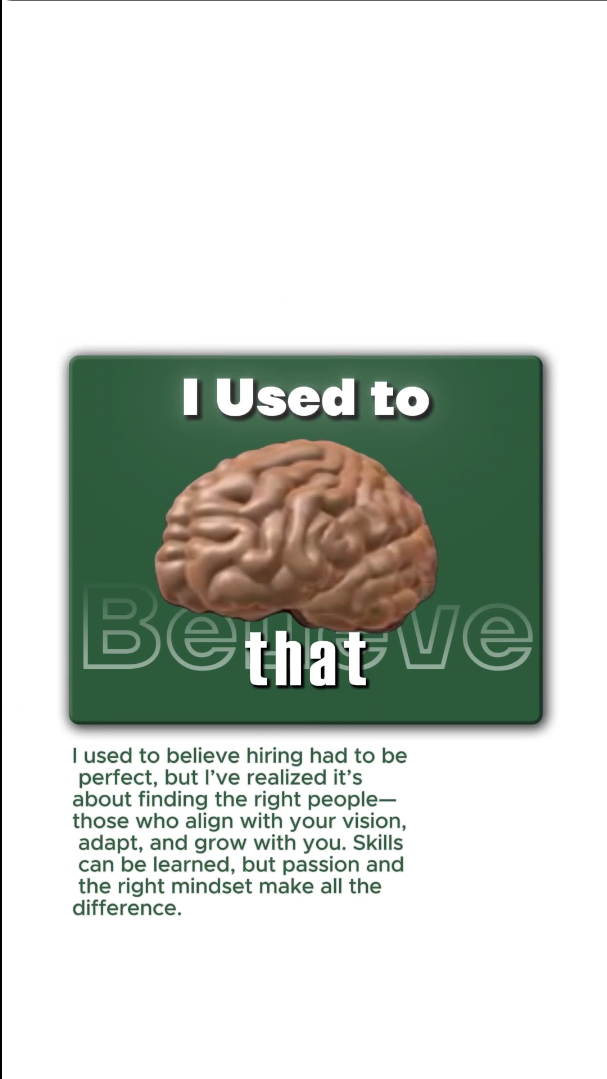 I Used to
Believe
that
I used to believe hiring had to be
perfect, but I've realized it's
about finding the right people—
those who align with your vision,
adapt, and grow with you. Skills
can be learned, but passion and
the right mindset make all the
difference.